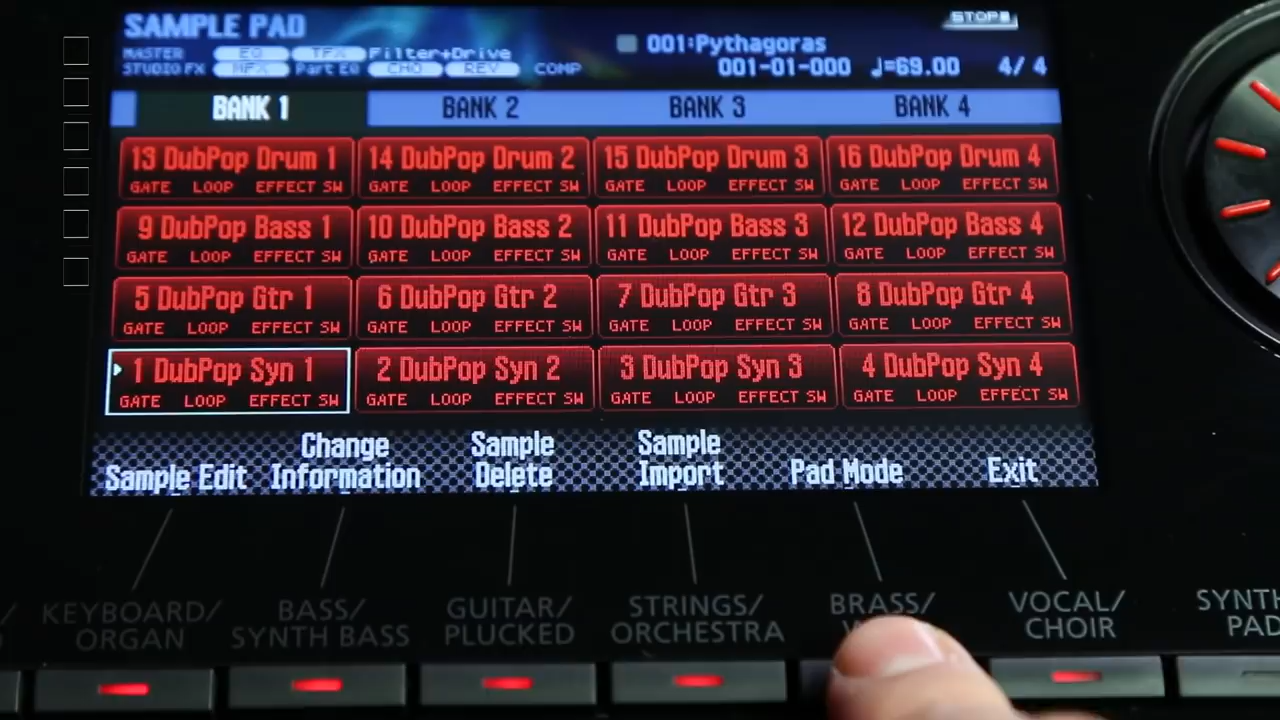 SAMPLE PAD
STOP■
MASTER EQ TFX Filter+Drive
STUDIO FX MFX Part EQ CHO REV COMP
001:Pythagoras
001-01-000 ♩=69.00 4/4
BANK 1 BANK 2 BANK 3 BANK 4
13 DubPop Drum 1 14 DubPop Drum 2 15 DubPop Drum 3 16 DubPop Drum 4
GATE LOOP EFFECT SW GATE LOOP EFFECT SW GATE LOOP EFFECT SW GATE LOOP EFFECT SW
9 DubPop Bass 1 10 DubPop Bass 2 11 DubPop Bass 3 12 DubPop Bass 4
GATE LOOP EFFECT SW GATE LOOP EFFECT SW GATE LOOP EFFECT SW GATE LOOP EFFECT SW
5 DubPop Gtr 1 6 DubPop Gtr 2 7 DubPop Gtr 3 8 DubPop Gtr 4
GATE LOOP EFFECT SW GATE LOOP EFFECT SW GATE LOOP EFFECT SW GATE LOOP EFFECT SW
1 DubPop Syn 1 2 DubPop Syn 2 3 DubPop Syn 3 4 DubPop Syn 4
GATE LOOP EFFECT SW GATE LOOP EFFECT SW GATE LOOP EFFECT SW GATE LOOP EFFECT SW
Sample Edit Change Information Sample Delete Sample Import Pad Mode Exit
KEYBOARD/ BASS/ GUITAR/ STRINGS/ BRASS/ VOCAL/ SYNTH
ORGAN SYNTH BASS PLUCKED ORCHESTRA CHOIR PAD